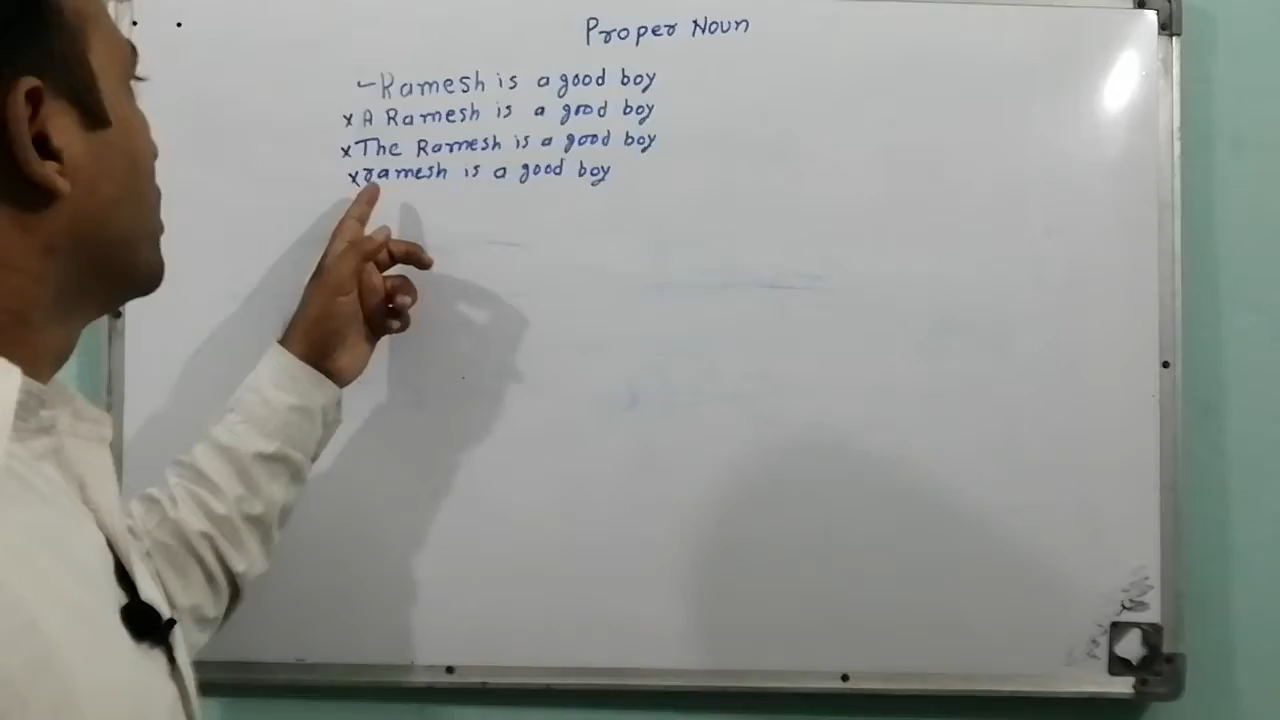 Proper Noun
✓Ramesh is a good boy
x A Ramesh is a good boy
x The Ramesh is a good boy
x ramesh is a good boy